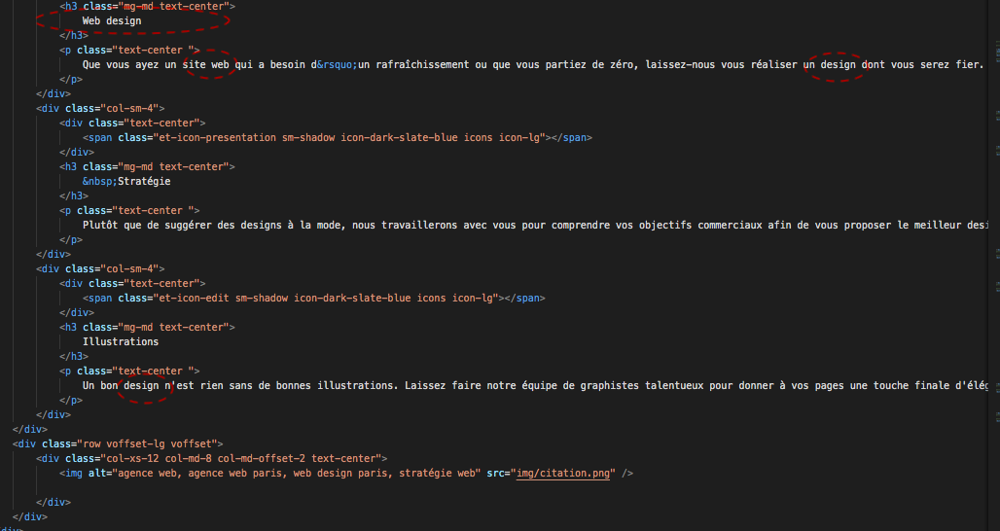 <h3 class="mg-md text-center">
Web design
</h3>
<p class="text-center ">
Que vous ayez un site web qui a besoin d&rsquo;un rafraîchissement ou que vous partiez de zéro, laissez-nous vous réaliser un design dont vous serez fier.
</p>
</div>
<div class="col-sm-4">
<div class="text-center">
<span class="et-icon-presentation sm-shadow icon-dark-slate-blue icons icon-lg"></span>
</div>
<h3 class="mg-md text-center">
&nbsp;Stratégie
</h3>
<p class="text-center ">
Plutôt que de suggérer des designs à la mode, nous travaillerons avec vous pour comprendre vos objectifs commerciaux afin de vous proposer le meilleur desi
</p>
</div>
<div class="col-sm-4">
<div class="text-center">
<span class="et-icon-edit sm-shadow icon-dark-slate-blue icons icon-lg"></span>
</div>
<h3 class="mg-md text-center">
Illustrations
</h3>
<p class="text-center ">
Un bon design n'est rien sans de bonnes illustrations. Laissez faire notre équipe de graphistes talentueux pour donner à vos pages une touche finale d'élég
</p>
</div>
</div>
<div class="row voffset-lg voffset">
<div class="col-xs-12 col-md-8 col-md-offset-2 text-center">
<img alt="agence web, agence web paris, web design paris, stratégie web" src="img/citation.png" />
</div>
</div>